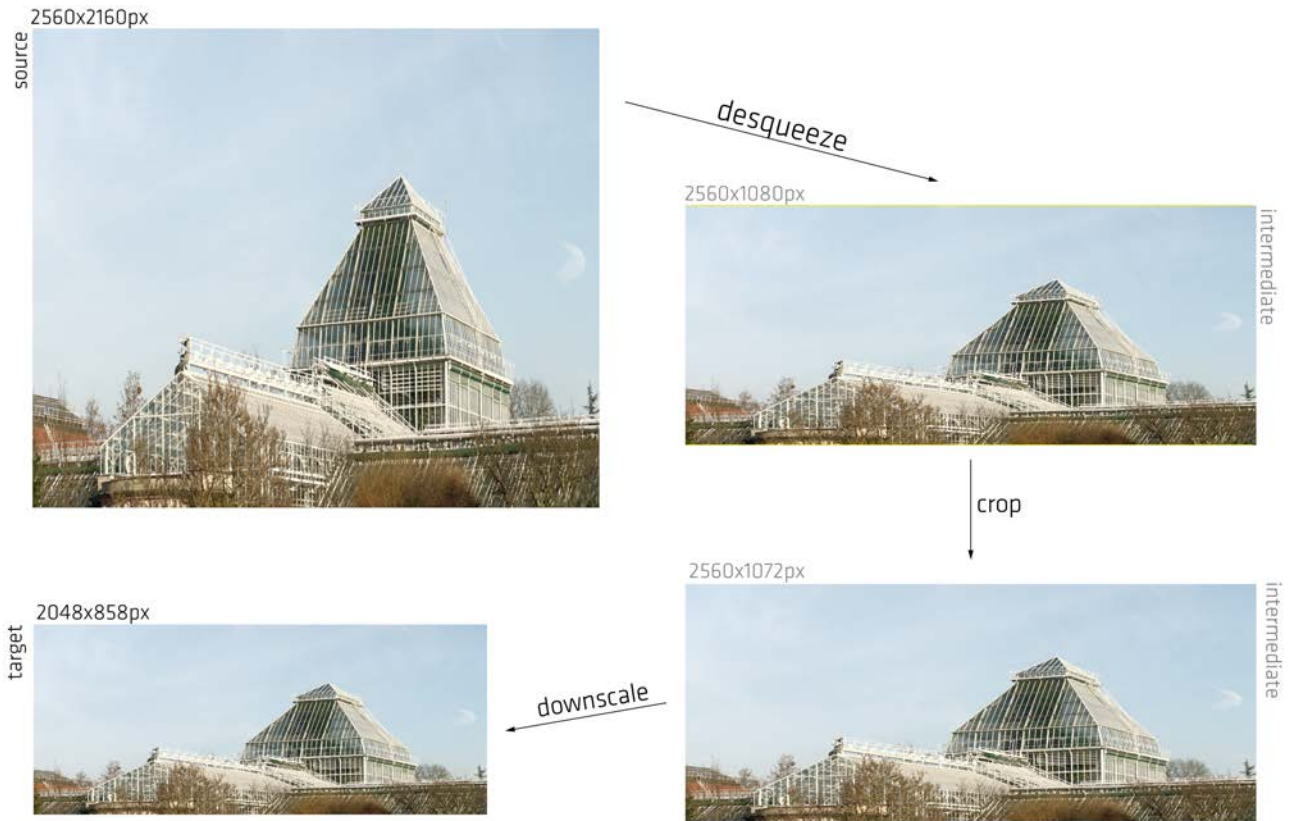 2560x2160px
source
desqueeze
2560x1080px
intermediate
crop
2560x1072px
intermediate
downscale
2048x858px
target